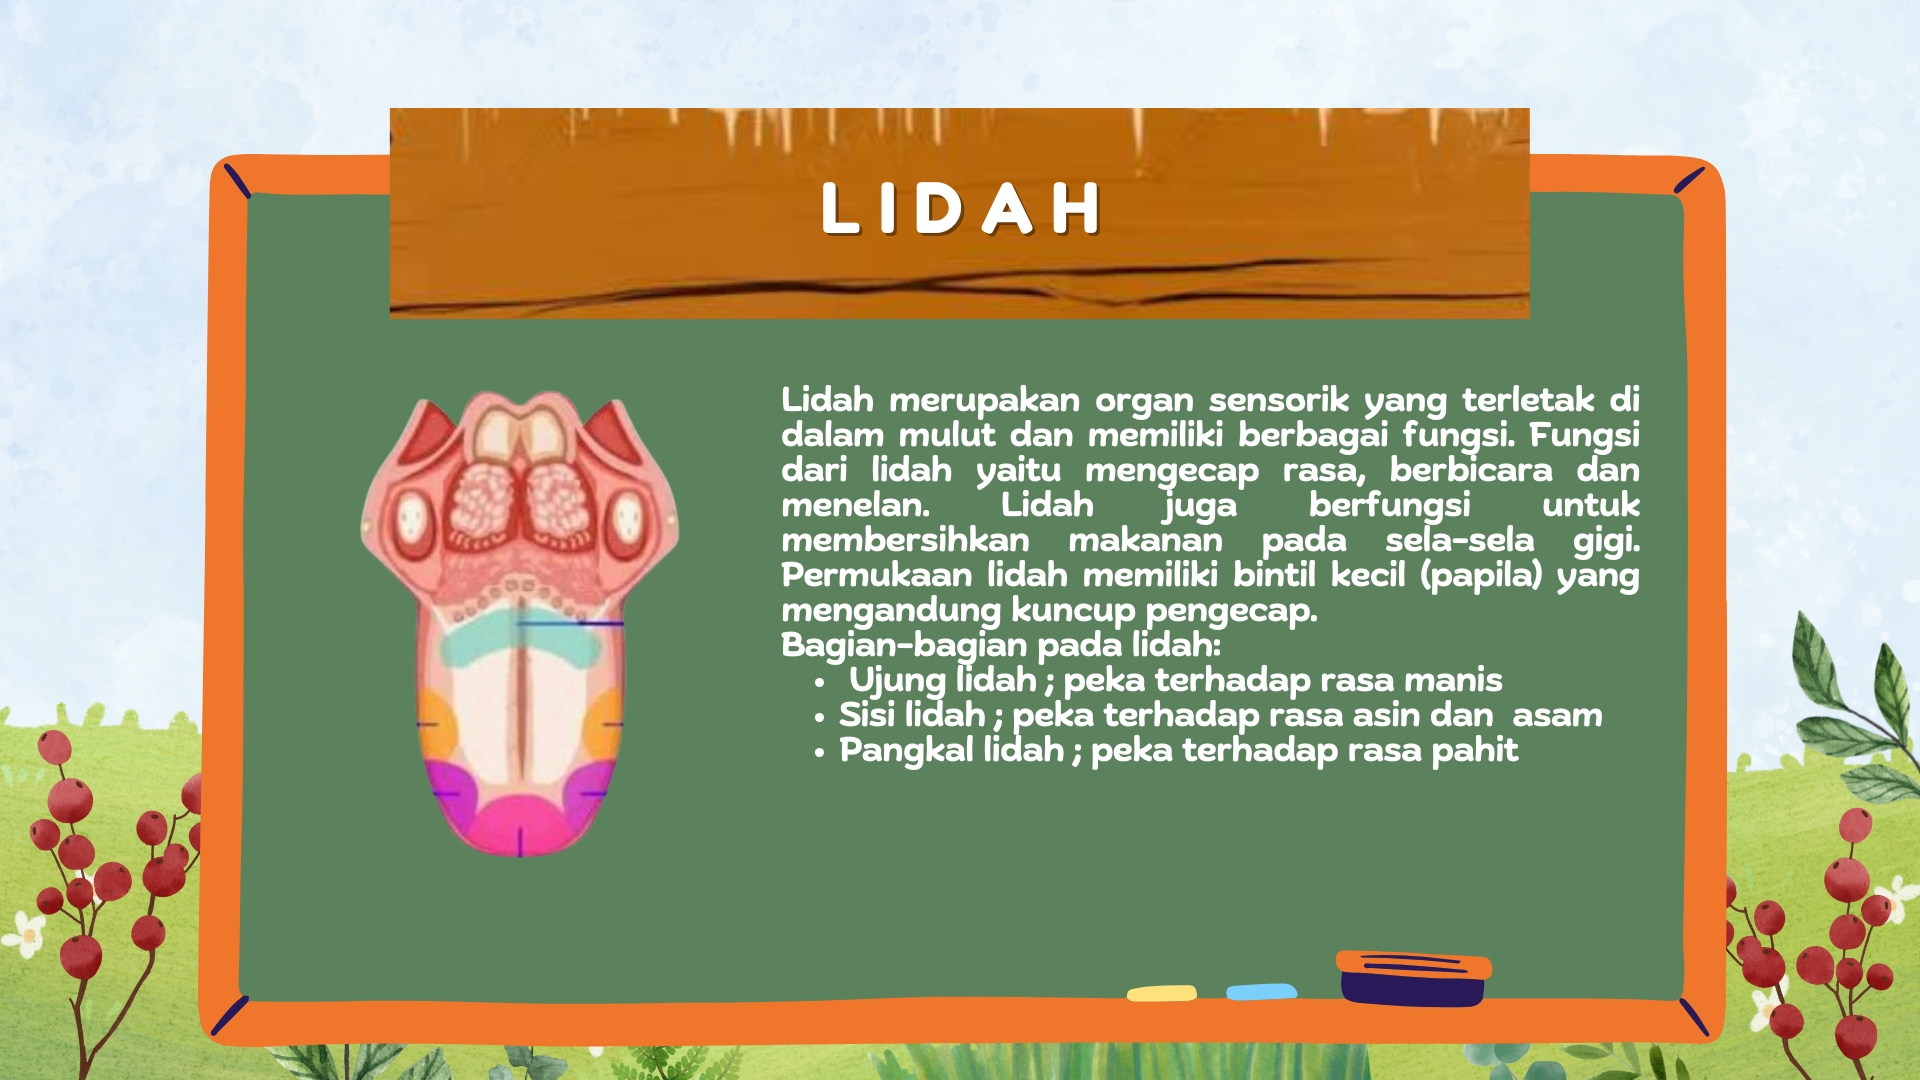 LIDAH
Lidah merupakan organ sensorik yang terletak di
dalam mulut dan memiliki berbagai fungsi. Fungsi
dari lidah yaitu mengecap rasa, berbicara dan
menelan. Lidah juga berfungsi untuk
membersihkan makanan pada sela-sela gigi.
Permukaan lidah memiliki bintil kecil (papila) yang
mengandung kuncup pengecap.
Bagian-bagian pada lidah:
• Ujung lidah ; peka terhadap rasa manis
• Sisi lidah ; peka terhadap rasa asin dan  asam
• Pangkal lidah ; peka terhadap rasa pahit